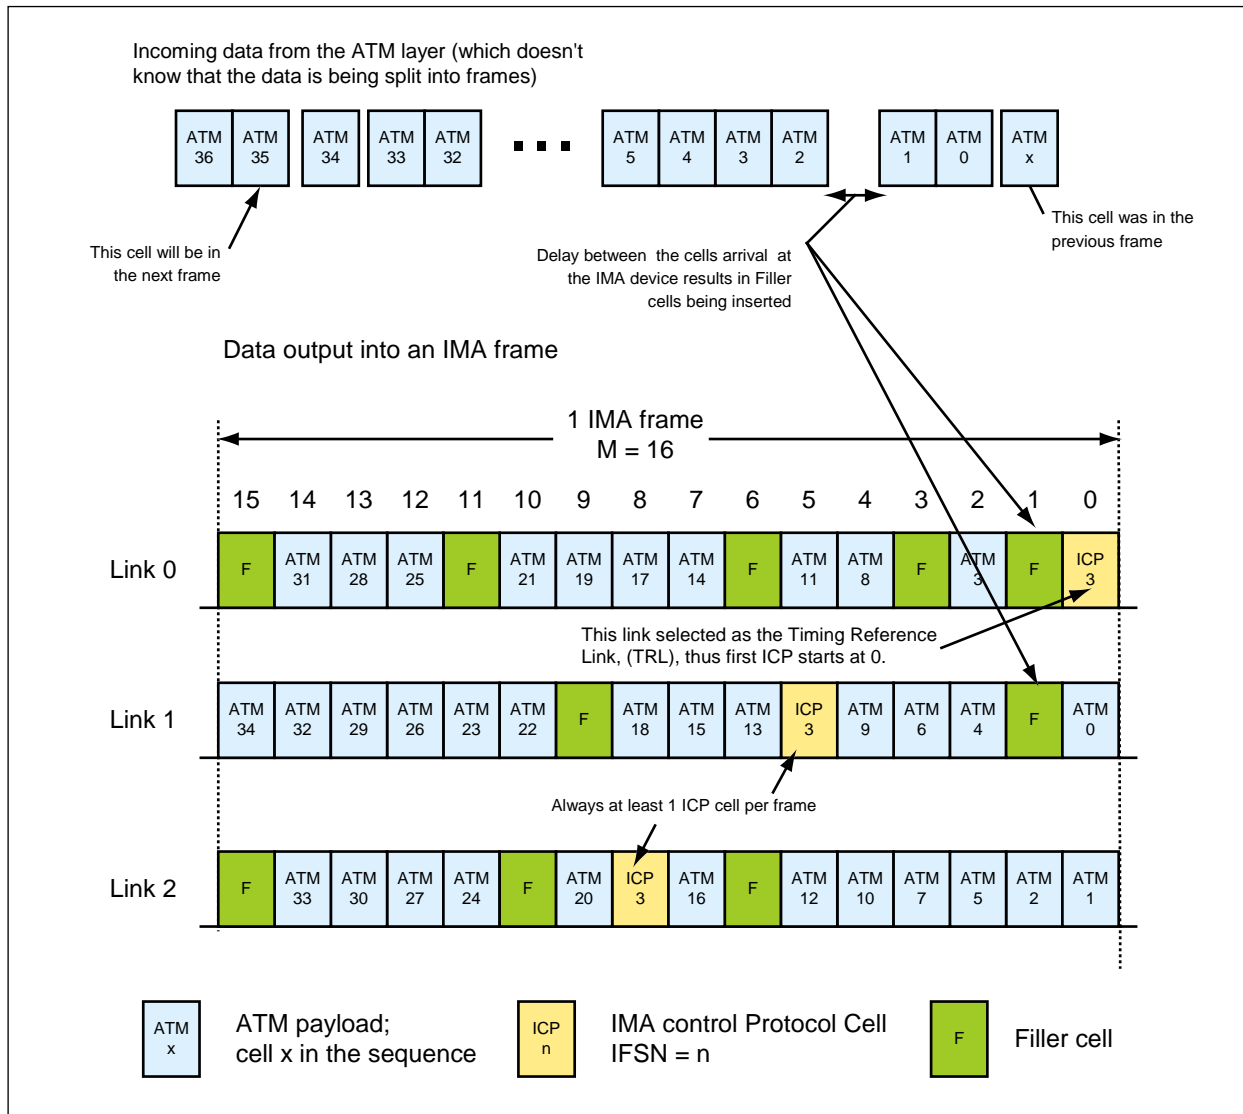 Incoming data from the ATM layer (which doesn't
know that the data is being split into frames)
ATM 36
ATM 35
ATM 34
ATM 33
ATM 32
ATM 5
ATM 4
ATM 3
ATM 2
ATM 1
ATM 0
ATM x
This cell will be in
the next frame
Delay between the cells arrival at
the IMA device results in Filler
cells being inserted
This cell was in the
previous frame
Data output into an IMA frame
1 IMA frame
M = 16
15 14 13 12 11 10 9 8 7 6 5 4 3 2 1 0
Link 0
F
ATM 31
ATM 28
ATM 25
F
ATM 21
ATM 19
ATM 17
ATM 14
F
ATM 11
ATM 8
F
ATM 3
F
ICP 3
This link selected as the Timing Reference
Link, (TRL), thus first ICP starts at 0.
Link 1
ATM 34
ATM 32
ATM 29
ATM 26
ATM 23
ATM 22
F
ATM 18
ATM 15
ATM 13
ICP 3
ATM 9
ATM 6
ATM 4
F
ATM 0
Always at least 1 ICP cell per frame
Link 2
F
ATM 33
ATM 30
ATM 27
ATM 24
F
ATM 20
ICP 3
ATM 16
F
ATM 12
ATM 10
ATM 7
ATM 5
ATM 2
ATM 1
ATM x
ATM payload;
cell x in the sequence
ICP n
IMA control Protocol Cell
IFSN = n
F
Filler cell